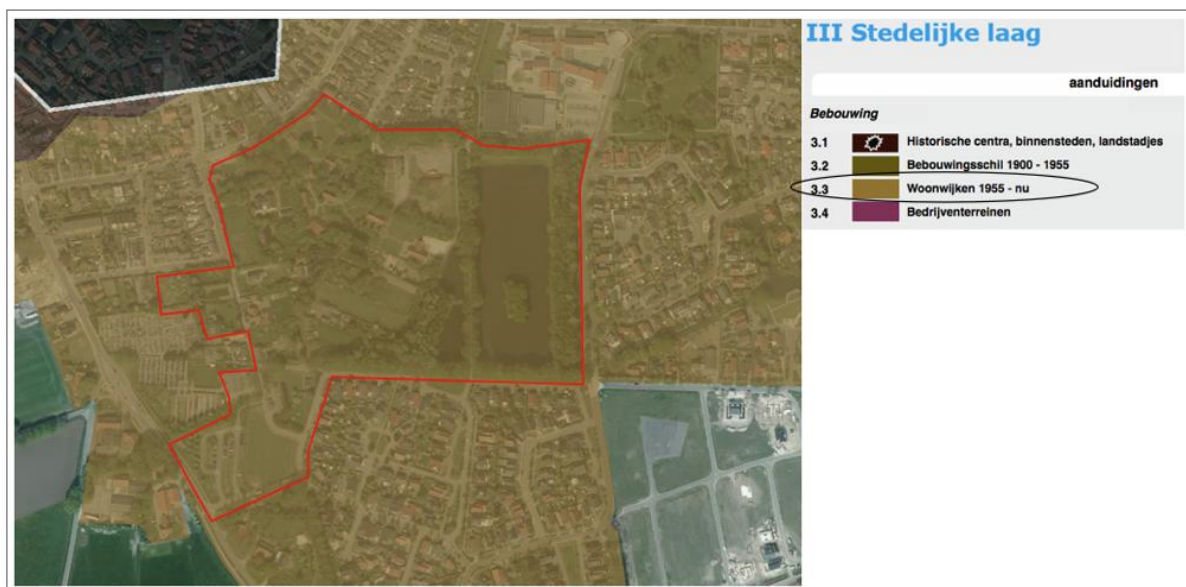 III Stedelijke laag
aanduidingen
Bebouwing
3.1 Historische centra, binnensteden, landstadjes
3.2 Bebouwingsschil 1900 - 1955
3.3 Woonwijken 1955 - nu
3.4 Bedrijventerreinen